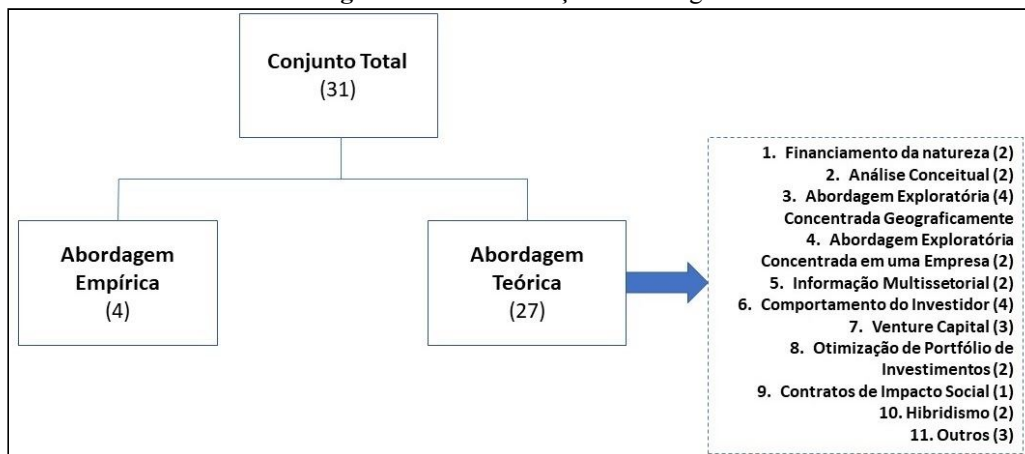 Conjunto Total
(31)
Abordagem
Empírica
(4)
Abordagem
Teórica
(27)
1. Financiamento da natureza (2)
2. Análise Conceitual (2)
3. Abordagem Exploratória (4)
Concentrada Geograficamente
4. Abordagem Exploratória
Concentrada em uma Empresa (2)
5. Informação Multissetorial (2)
6. Comportamento do Investidor (4)
7. Venture Capital (3)
8. Otimização de Portfólio de
Investimentos (2)
9. Contratos de Impacto Social (1)
10. Hibridismo (2)
11. Outros (3)